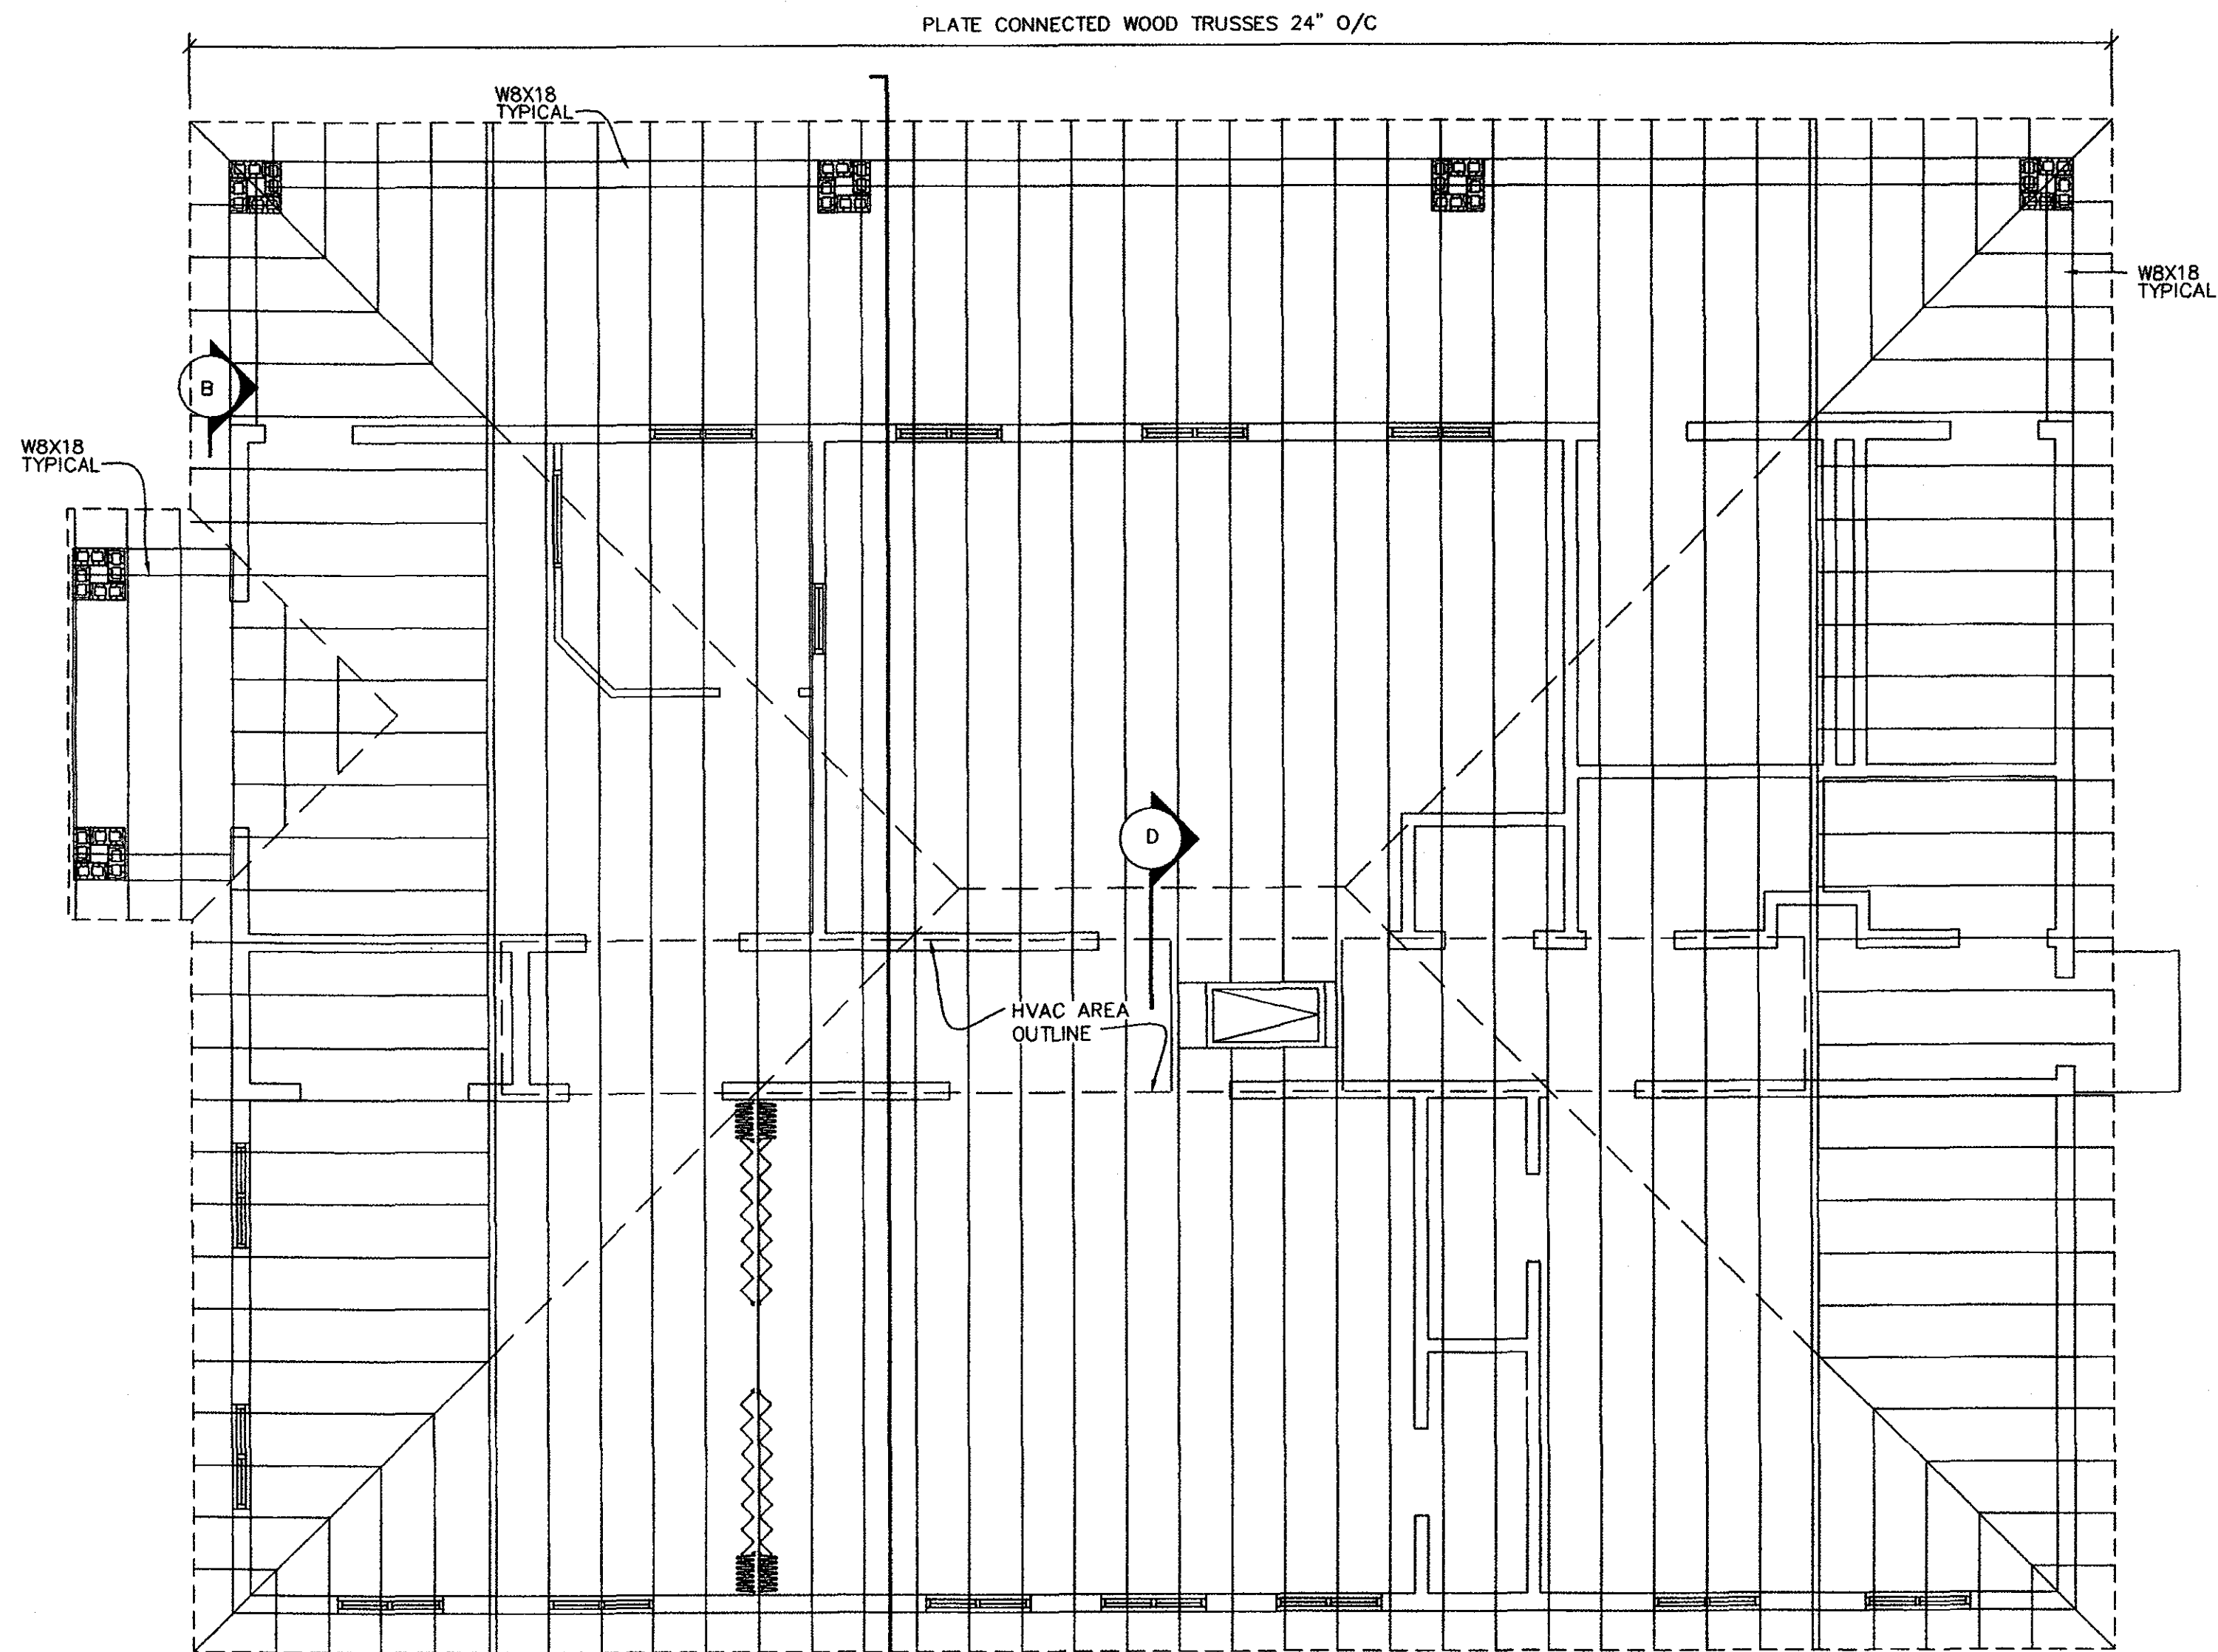 PLATE CONNECTED WOOD TRUSSES 24" O/C
W8X18
TYPICAL
W8X18
TYPICAL
B
W8X18
TYPICAL
D
HVAC AREA
OUTLINE